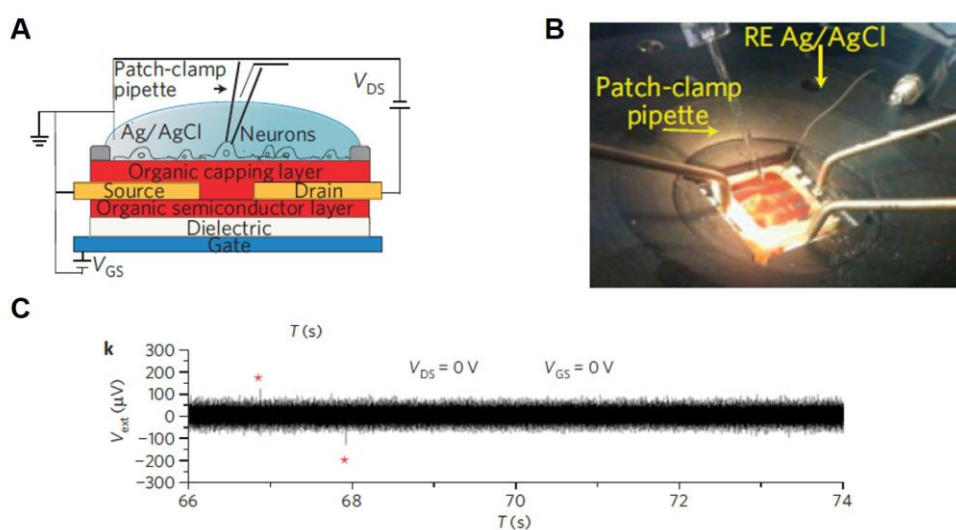 A
Patch-clamp
pipette
V_DS
Ag/AgCl
Neurons
Organic capping layer
Source
Drain
Organic semiconductor layer
Dielectric
Gate
V_GS
B
RE Ag/AgCl
Patch-clamp
pipette
C
T (s)
k
V_DS = 0 V V_GS = 0 V
V_ext (µV)
300
200
100
0
−100
−200
−300
66 68 70 72 74
T (s)